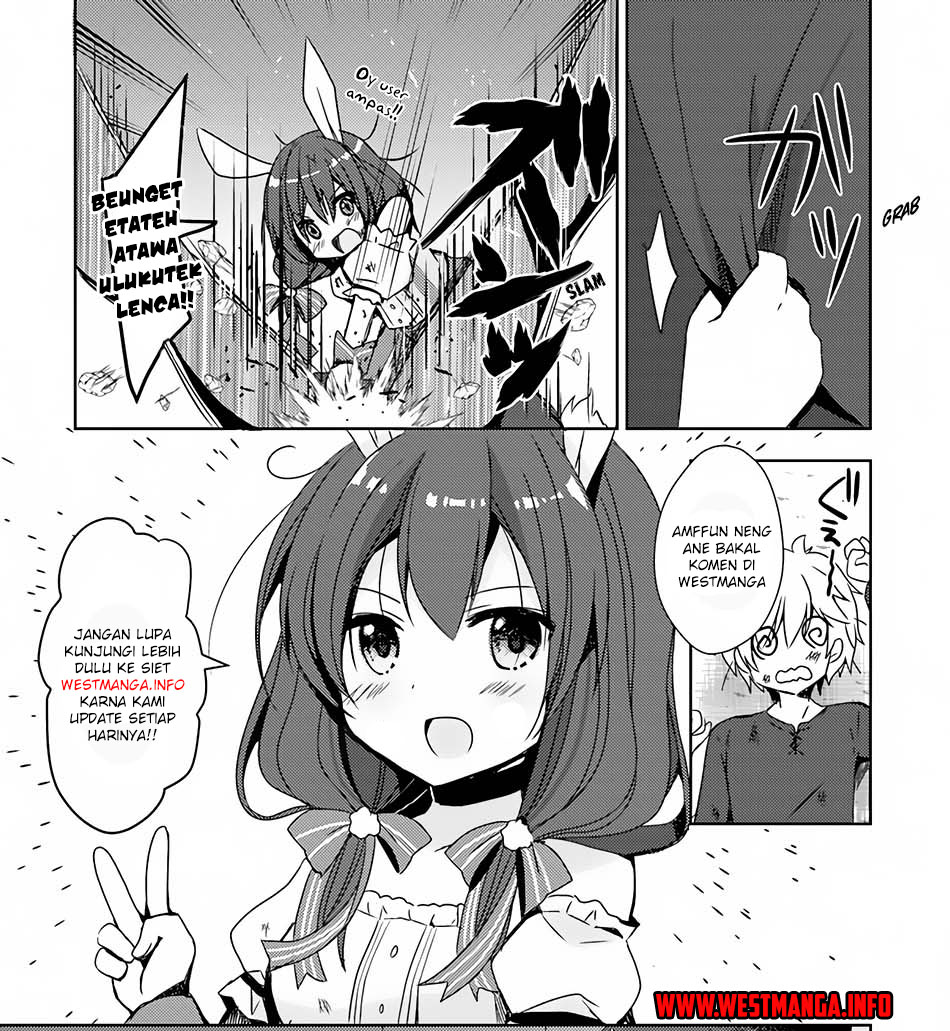 Oy user
ampas!!
BEUNGET
ETATEH
ATAWA
ULUKUTEK
LENCA!!
SLAM
GRAB
AMFFUN NENG
ANE BAKAL
KOMEN DI
WESTMANGA
JANGAN LUPA
KUNJUNGI LEBIH
DULU KE SIET
WESTMANGA.INFO
KARNA KAMI
UPDATE SETIAP
HARINYA!!
WWW.WESTMANGA.INFO